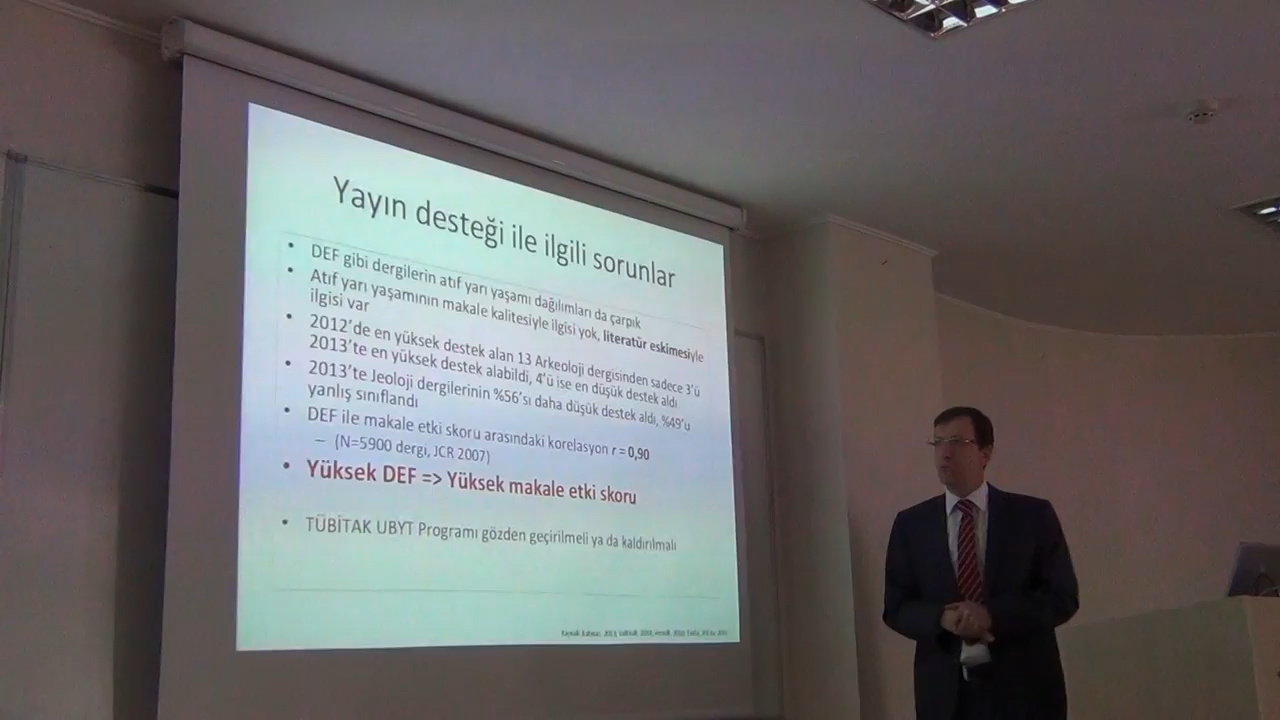 Yayın desteği ile ilgili sorunlar
• DEF gibi dergilerin atıf yarı yaşamı dağılımları da çarpık
• Atıf yarı yaşamının makale kalitesiyle ilgisi yok, literatür eskimesiyle
ilgisi var
• 2012'de en yüksek destek alan 13 Arkeoloji dergisinden sadece 3'ü
2013'te en yüksek destek alabildi, 4'ü ise en düşük destek aldı
• 2013'te Jeoloji dergilerinin %56'sı daha düşük destek aldı, %49'u
yanlış sınıflandı
• DEF ile makale etki skoru arasındaki korelasyon r = 0,90
– (N=5900 dergi, JCR 2007)
• Yüksek DEF => Yüksek makale etki skoru
• TÜBİTAK UBYT Programı gözden geçirilmeli ya da kaldırılmalı